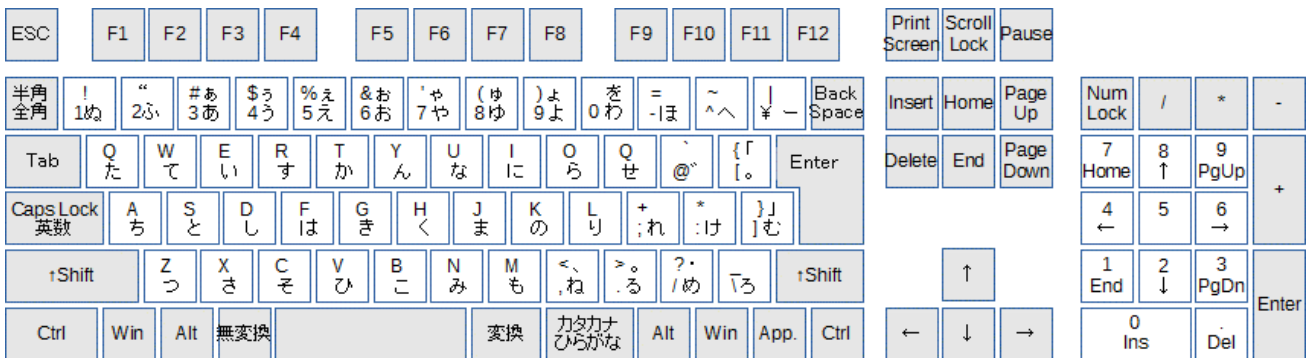 ESC F1 F2 F3 F4 F5 F6 F7 F8 F9 F10 F11 F12 Print Screen Scroll Lock Pause
半角 全角 ! 1ぬ “ 2ふ #ぁ 3あ $ぅ 4う %ぇ 5え &ぉ 6お 'ゃ 7や (ゅ 8ゆ )ょ 9よ を 0わ = -ほ ~ ^へ | ¥ー Back Space Insert Home Page Up Num Lock / * -
Tab Q た W て E い R す T か Y ん U な I に O ら Q せ ` @゛ {「 [。 Enter Delete End Page Down 7 Home 8 ↑ 9 PgUp +
Caps Lock 英数 A ち S と D し F は G き H く J ま K の L り + ;れ * :け }」 ]む 4 ← 5 6 →
↑Shift Z つ X さ C そ V ひ B こ N み M も <、 ,ね >。 .る ?・ /め _ \ろ ↑Shift ↑ 1 End 2 ↓ 3 PgDn Enter
Ctrl Win Alt 無変換 変換 カタカナ ひらがな Alt Win App. Ctrl ← ↓ → 0 Ins . Del